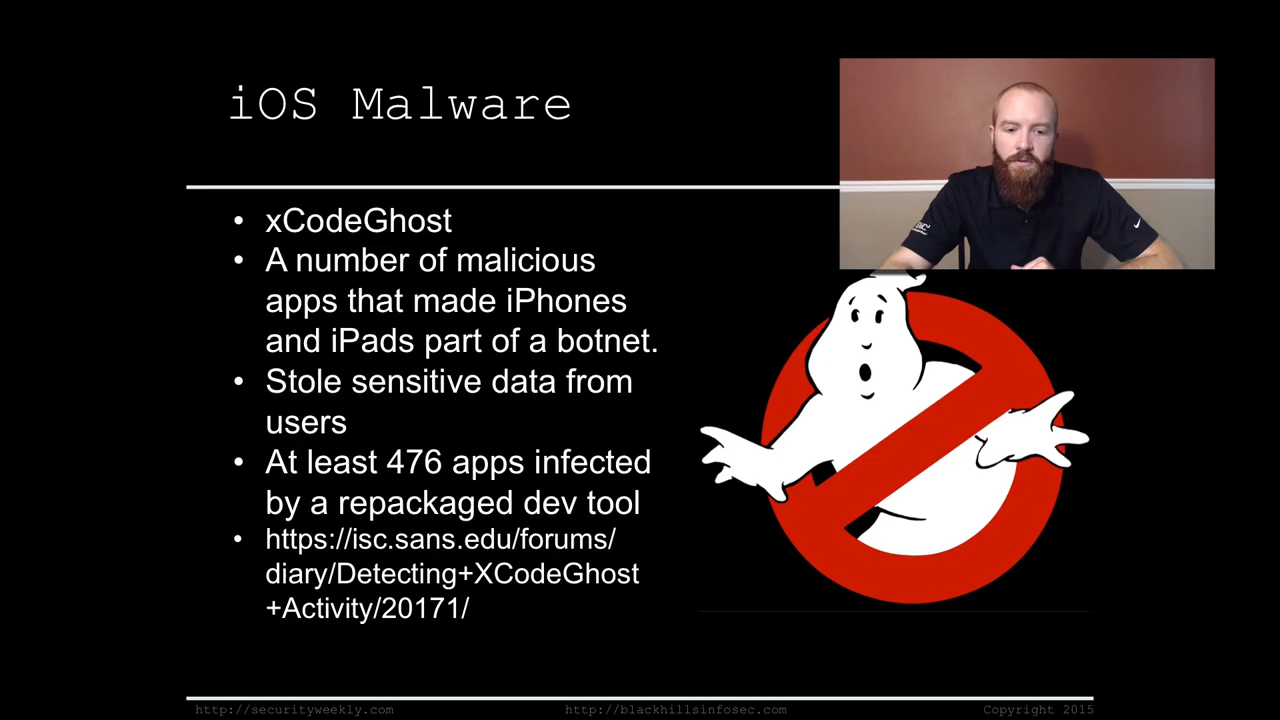 iOS Malware
• xCodeGhost
• A number of malicious
apps that made iPhones
and iPads part of a botnet.
• Stole sensitive data from
users
• At least 476 apps infected
by a repackaged dev tool
• https://isc.sans.edu/forums/
diary/Detecting+XCodeGhost
+Activity/20171/
http://securityweekly.com
http://blackhillsinfosec.com
Copyright 2015